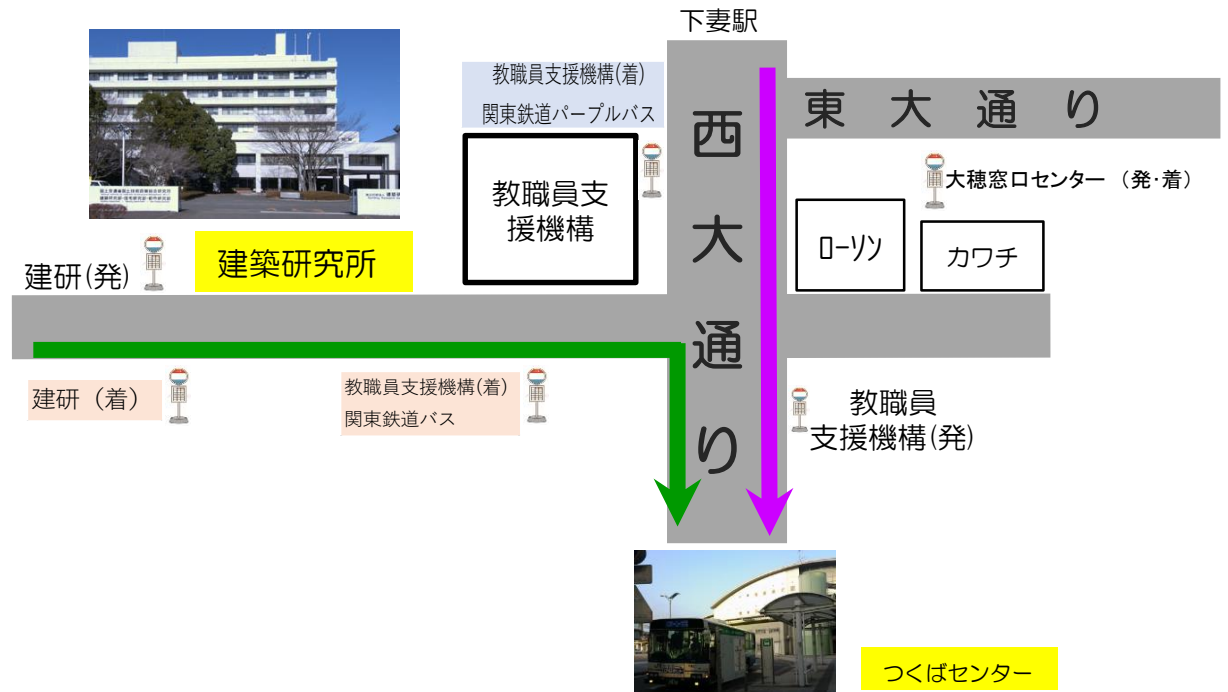 下妻駅
教職員支援機構(着)
関東鉄道パープルバス
東大通り
西大通り
教職員支
援機構
大穂窓口センター (発・着)
ローリン
カワチ
建研(発)
建築研究所
建研(着)
教職員支援機構(着)
関東鉄道バス
教職員
支援機構(発)
つくばセンター